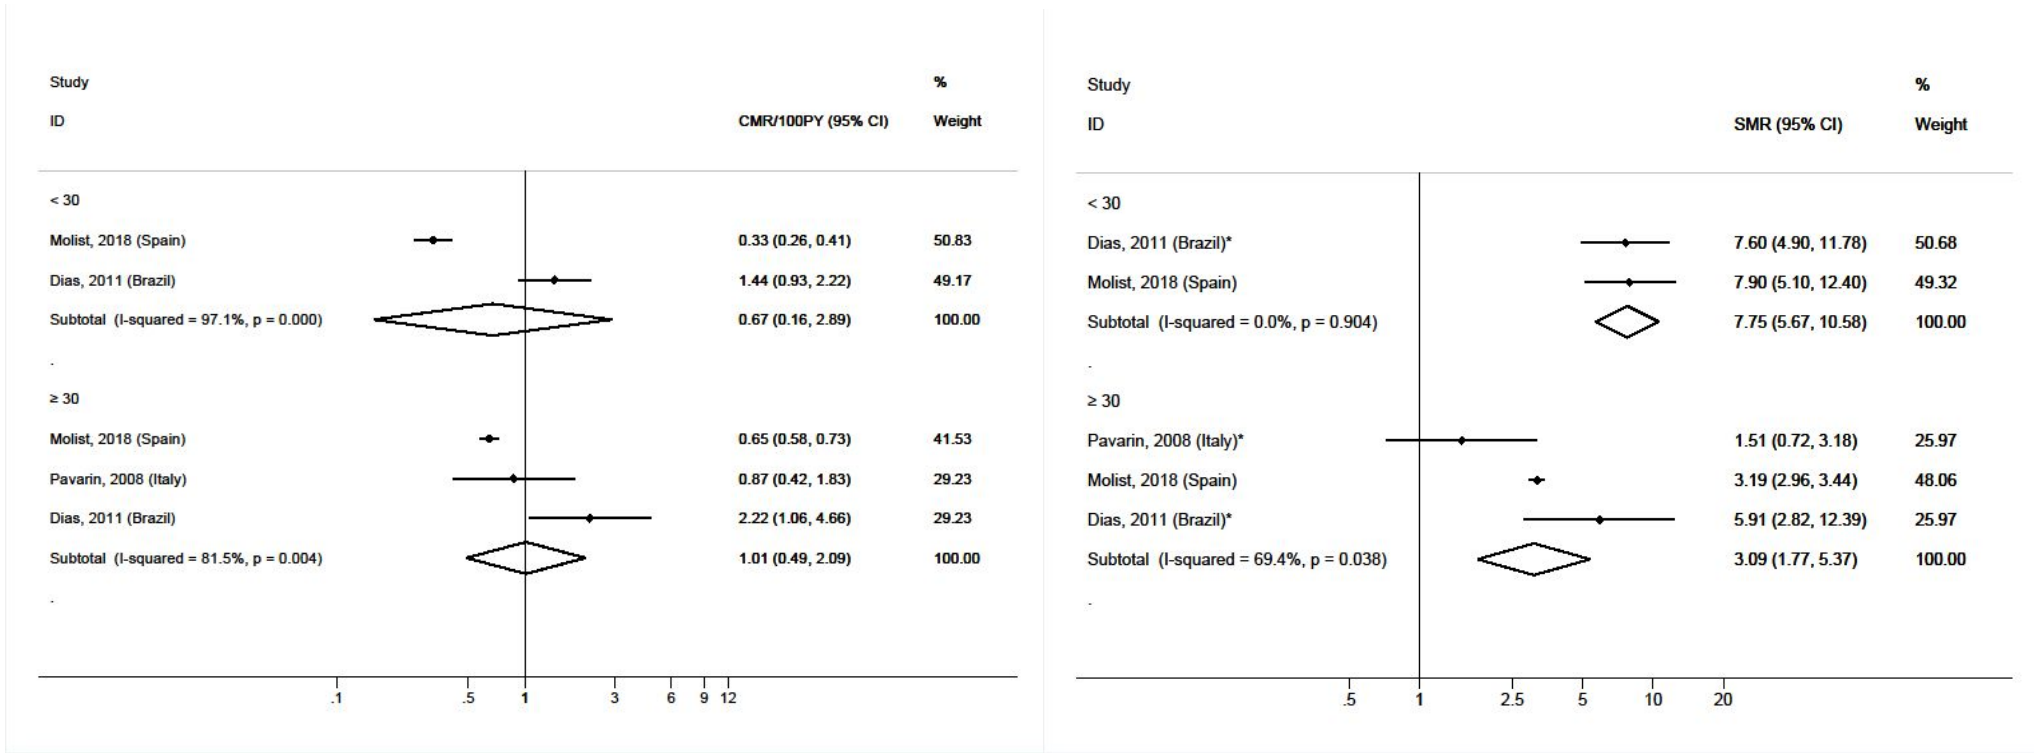 Study %
ID CMR/100PY (95% CI) Weight
< 30
Molist, 2018 (Spain) 0.33 (0.26, 0.41) 50.83
Dias, 2011 (Brazil) 1.44 (0.93, 2.22) 49.17
Subtotal (I-squared = 97.1%, p = 0.000) 0.67 (0.16, 2.89) 100.00
.
≥ 30
Molist, 2018 (Spain) 0.65 (0.58, 0.73) 41.53
Pavarin, 2008 (Italy) 0.87 (0.42, 1.83) 29.23
Dias, 2011 (Brazil) 2.22 (1.06, 4.66) 29.23
Subtotal (I-squared = 81.5%, p = 0.004) 1.01 (0.49, 2.09) 100.00
.
.1 .5 1 3 6 9 12
Study %
ID SMR (95% CI) Weight
< 30
Dias, 2011 (Brazil)* 7.60 (4.90, 11.78) 50.68
Molist, 2018 (Spain) 7.90 (5.10, 12.40) 49.32
Subtotal (I-squared = 0.0%, p = 0.904) 7.75 (5.67, 10.58) 100.00
.
≥ 30
Pavarin, 2008 (Italy)* 1.51 (0.72, 3.18) 25.97
Molist, 2018 (Spain) 3.19 (2.96, 3.44) 48.06
Dias, 2011 (Brazil)* 5.91 (2.82, 12.39) 25.97
Subtotal (I-squared = 69.4%, p = 0.038) 3.09 (1.77, 5.37) 100.00
.
.5 1 2.5 5 10 20